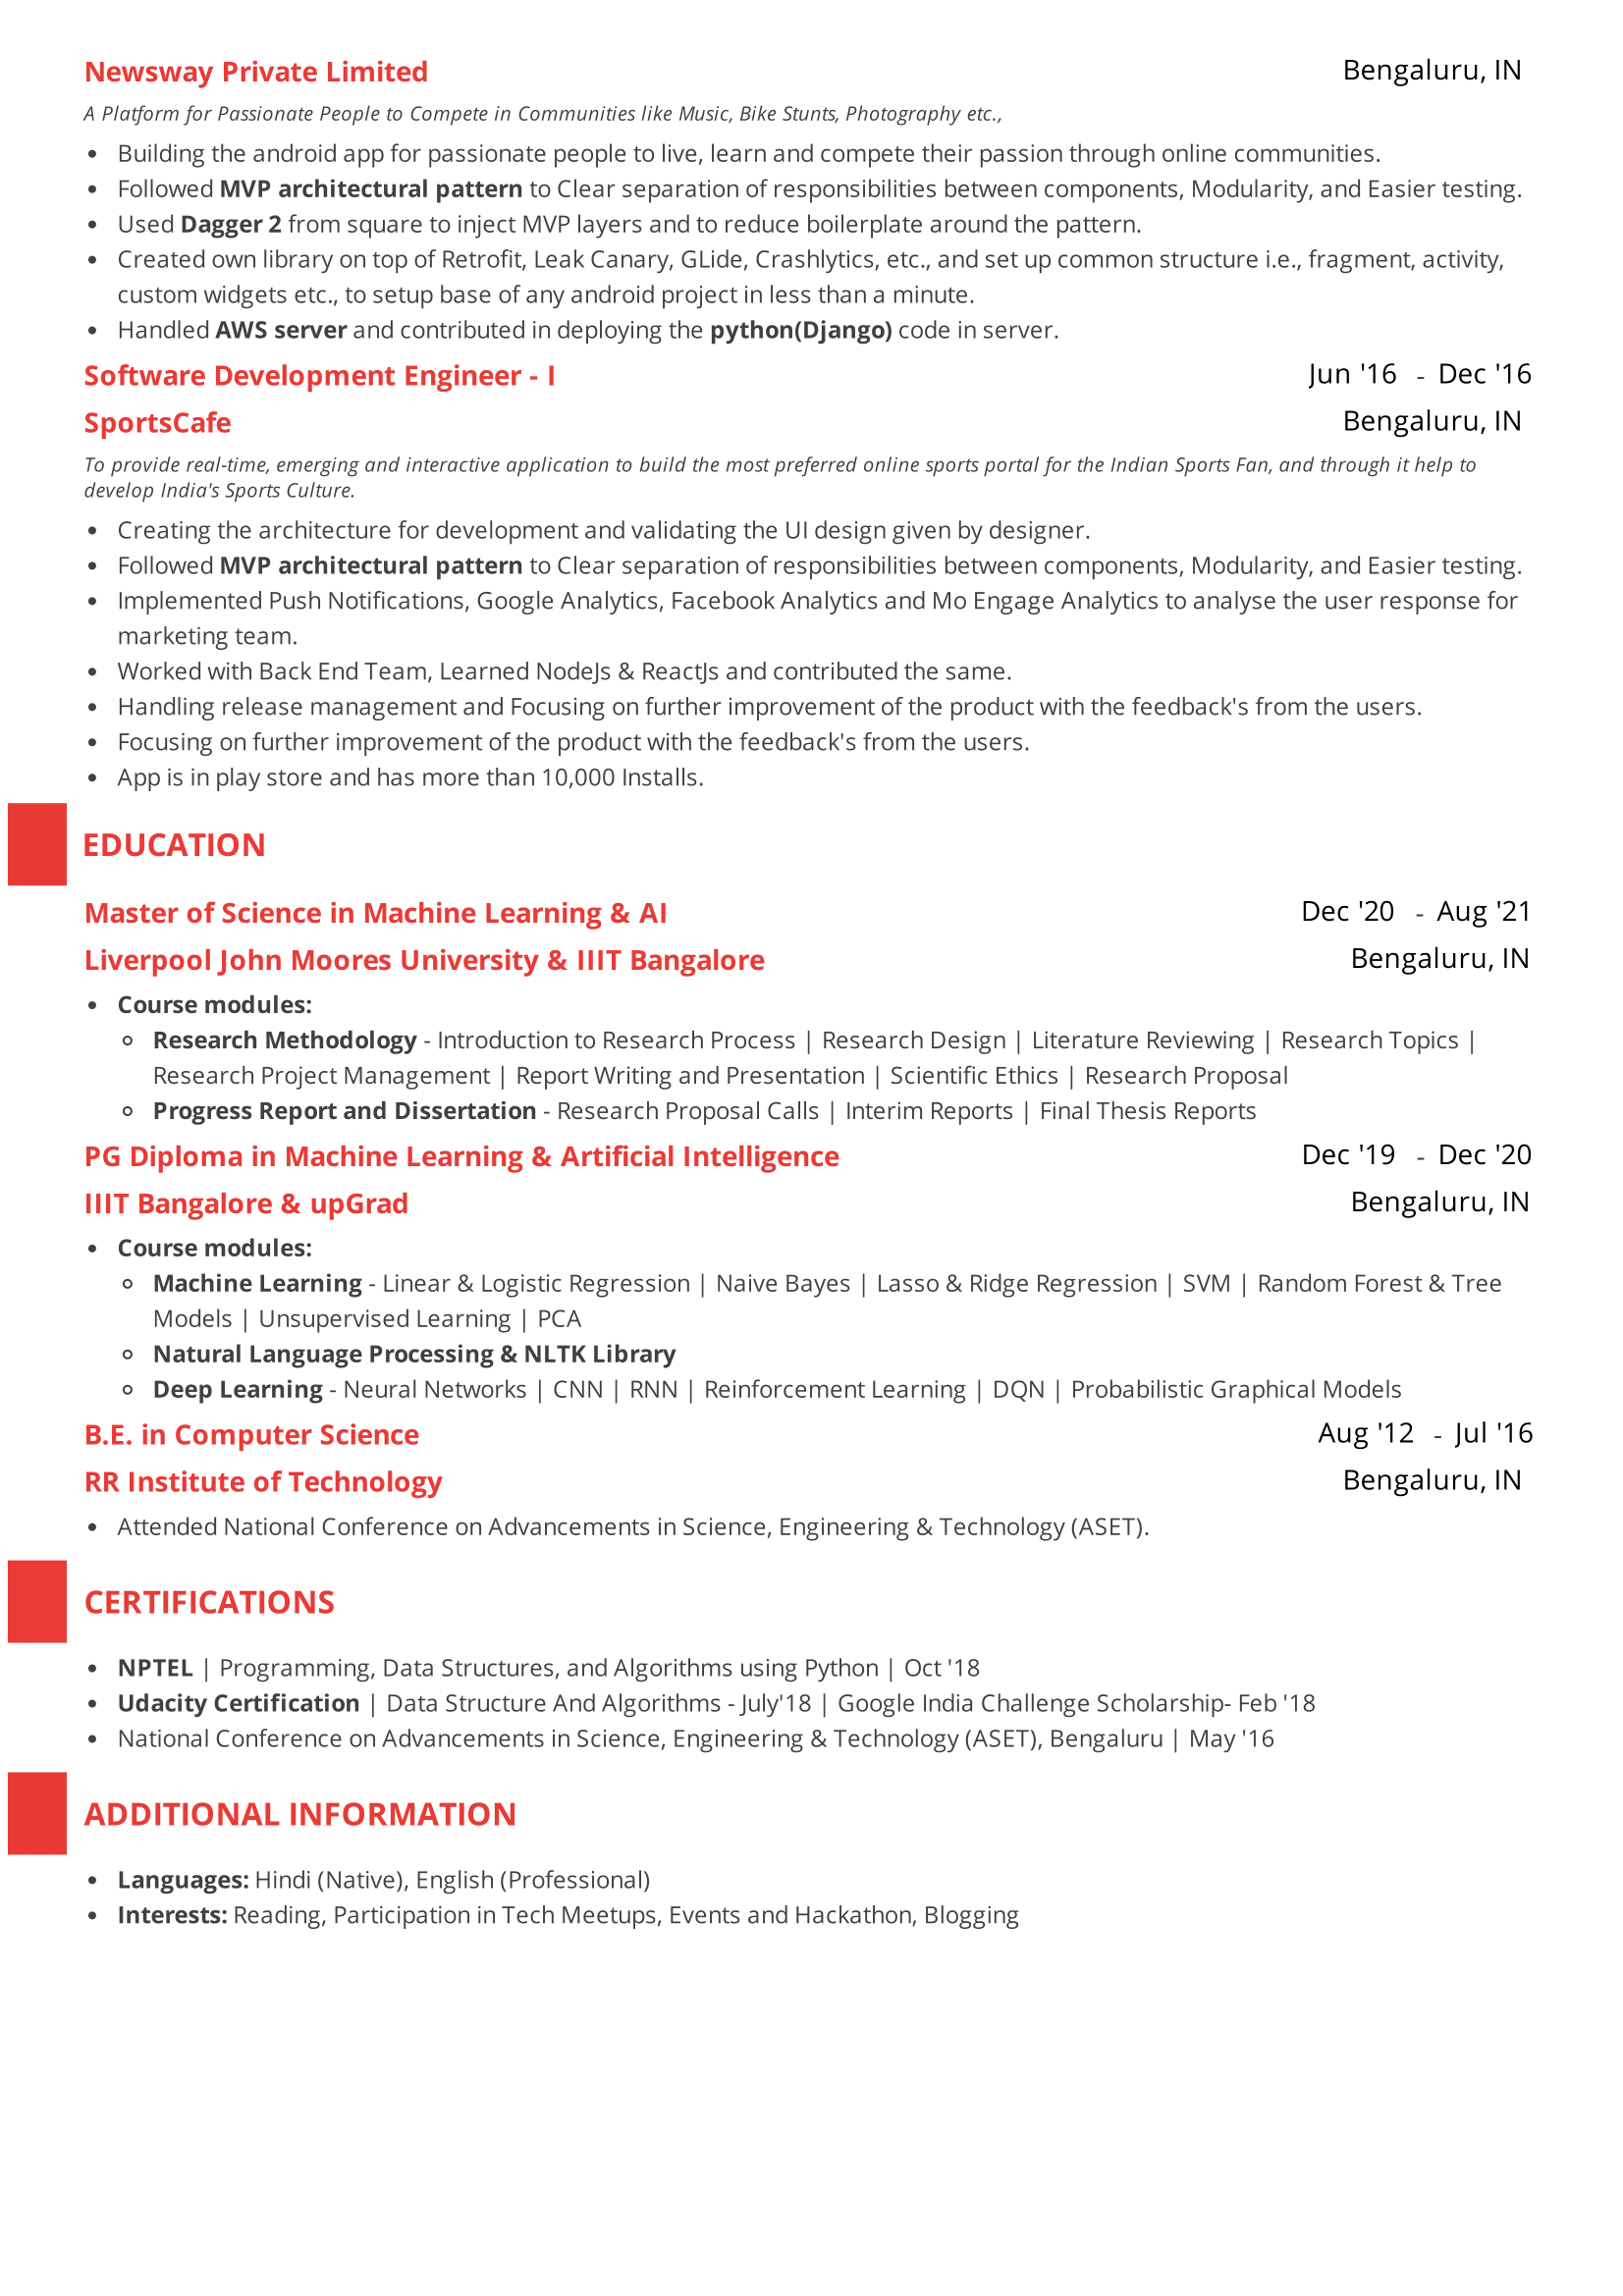 Newsway Private Limited Bengaluru, IN
A Platform for Passionate People to Compete in Communities like Music, Bike Stunts, Photography etc.,
• Building the android app for passionate people to live, learn and compete their passion through online communities.
• Followed MVP architectural pattern to Clear separation of responsibilities between components, Modularity, and Easier testing.
• Used Dagger 2 from square to inject MVP layers and to reduce boilerplate around the pattern.
• Created own library on top of Retrofit, Leak Canary, GLide, Crashlytics, etc., and set up common structure i.e., fragment, activity,
custom widgets etc., to setup base of any android project in less than a minute.
• Handled AWS server and contributed in deploying the python(Django) code in server.
Software Development Engineer - I Jun '16 - Dec '16
SportsCafe Bengaluru, IN
To provide real-time, emerging and interactive application to build the most preferred online sports portal for the Indian Sports Fan, and through it help to
develop India's Sports Culture.
• Creating the architecture for development and validating the UI design given by designer.
• Followed MVP architectural pattern to Clear separation of responsibilities between components, Modularity, and Easier testing.
• Implemented Push Notifications, Google Analytics, Facebook Analytics and Mo Engage Analytics to analyse the user response for
marketing team.
• Worked with Back End Team, Learned NodeJs & ReactJs and contributed the same.
• Handling release management and Focusing on further improvement of the product with the feedback's from the users.
• Focusing on further improvement of the product with the feedback's from the users.
• App is in play store and has more than 10,000 Installs.
EDUCATION
Master of Science in Machine Learning & AI Dec '20 - Aug '21
Liverpool John Moores University & IIIT Bangalore Bengaluru, IN
• Course modules:
◦ Research Methodology - Introduction to Research Process | Research Design | Literature Reviewing | Research Topics |
Research Project Management | Report Writing and Presentation | Scientific Ethics | Research Proposal
◦ Progress Report and Dissertation - Research Proposal Calls | Interim Reports | Final Thesis Reports
PG Diploma in Machine Learning & Artificial Intelligence Dec '19 - Dec '20
IIIT Bangalore & upGrad Bengaluru, IN
• Course modules:
◦ Machine Learning - Linear & Logistic Regression | Naive Bayes | Lasso & Ridge Regression | SVM | Random Forest & Tree
Models | Unsupervised Learning | PCA
◦ Natural Language Processing & NLTK Library
◦ Deep Learning - Neural Networks | CNN | RNN | Reinforcement Learning | DQN | Probabilistic Graphical Models
B.E. in Computer Science Aug '12 - Jul '16
RR Institute of Technology Bengaluru, IN
• Attended National Conference on Advancements in Science, Engineering & Technology (ASET).
CERTIFICATIONS
• NPTEL | Programming, Data Structures, and Algorithms using Python | Oct '18
• Udacity Certification | Data Structure And Algorithms - July'18 | Google India Challenge Scholarship- Feb '18
• National Conference on Advancements in Science, Engineering & Technology (ASET), Bengaluru | May '16
ADDITIONAL INFORMATION
• Languages: Hindi (Native), English (Professional)
• Interests: Reading, Participation in Tech Meetups, Events and Hackathon, Blogging